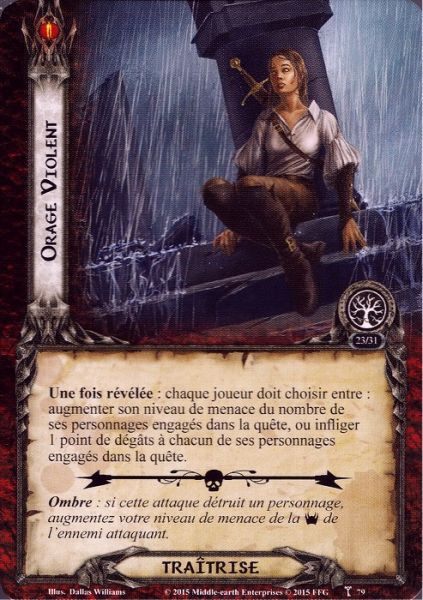 ORAGE VIOLENT
23/31
Une fois révélée : chaque joueur doit choisir entre :
augmenter son niveau de menace du nombre de
ses personnages engagés dans la quête, ou infliger
1 point de dégâts à chacun de ses personnages
engagés dans la quête.
Ombre : si cette attaque détruit un personnage,
augmentez votre niveau de menace de la
de
l'ennemi attaquant.
TRAÎTRISE
Illus. Dallas Williams © 2015 Middle-earth Enterprises © 2015 FFG 79